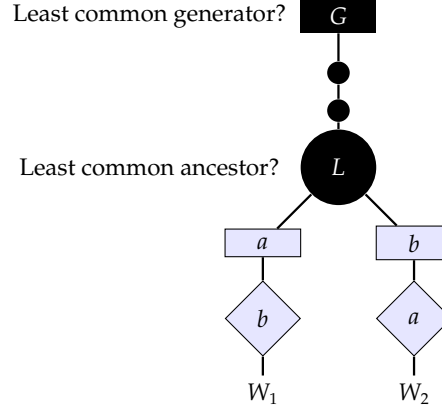 Least common generator?
G
Least common ancestor?
L
a
b
b
a
W₁
W₂